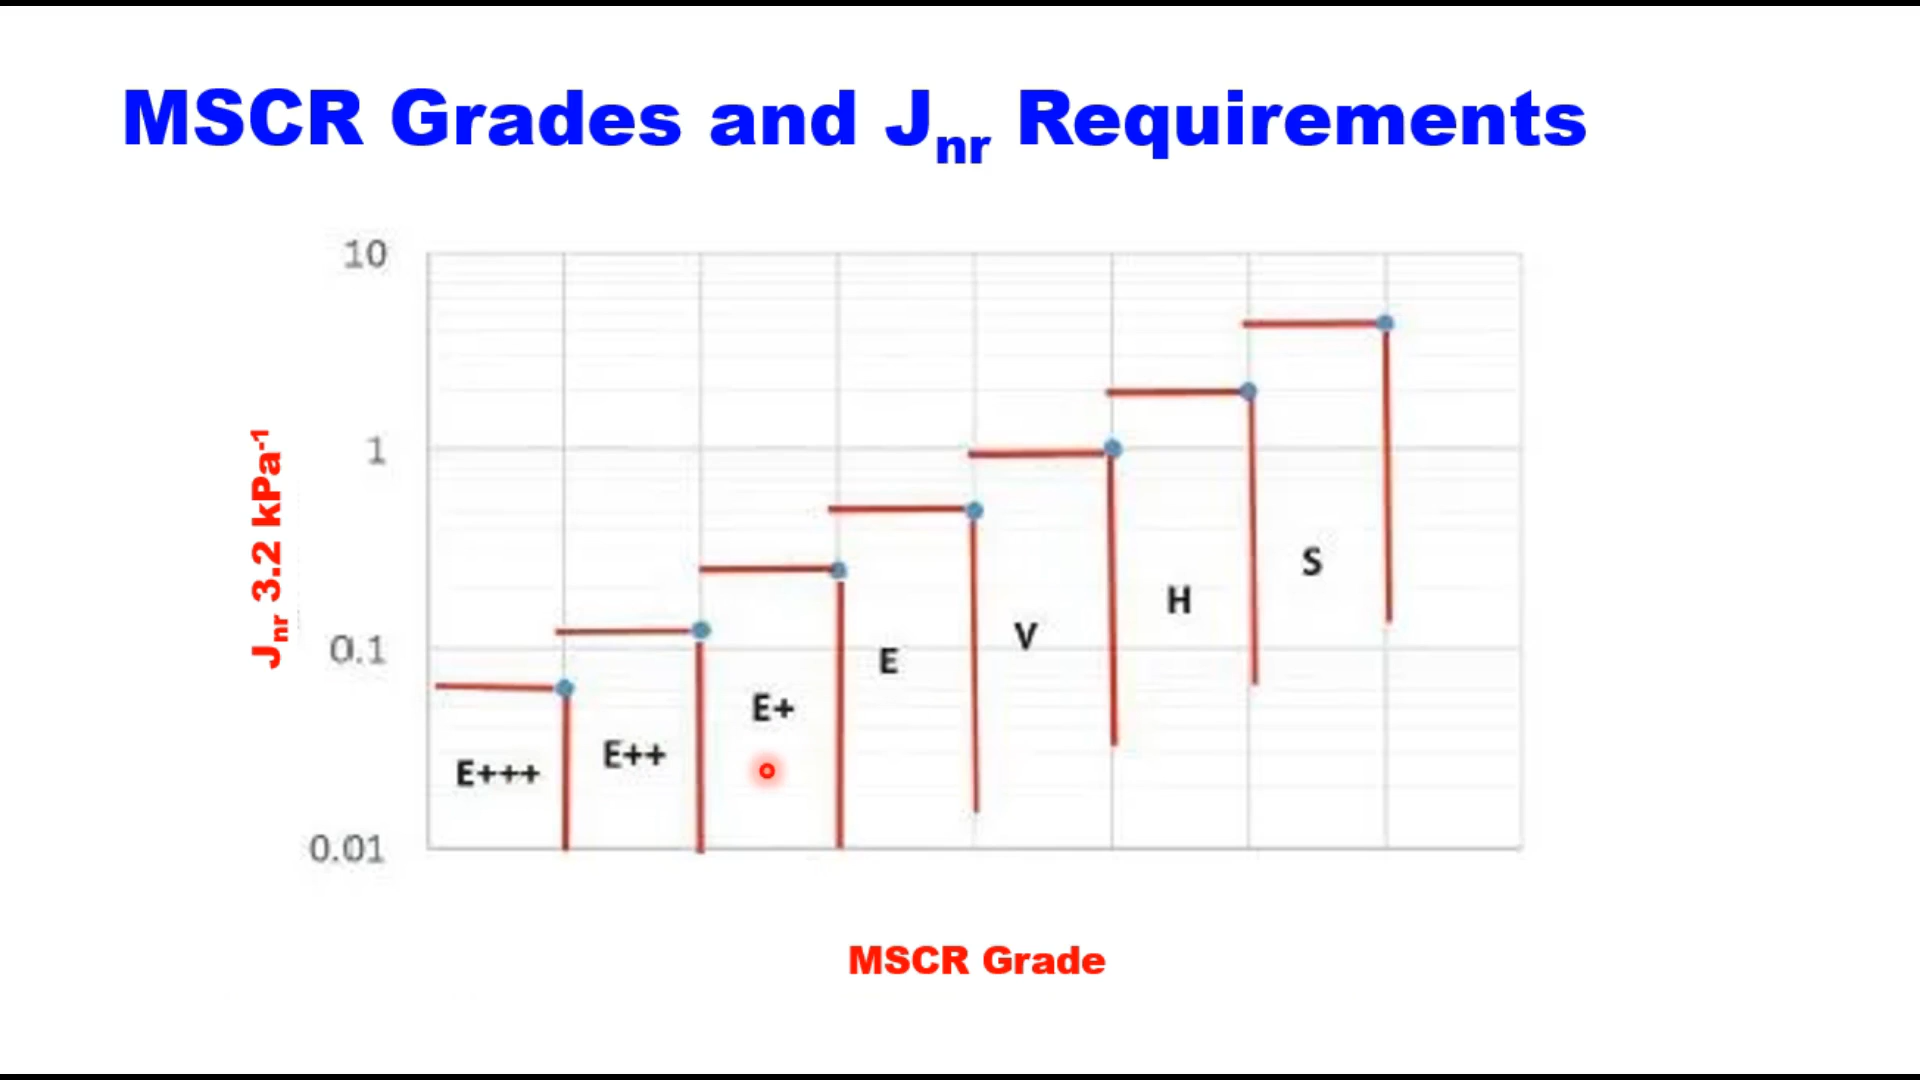 MSCR Grades and Jnr Requirements
10
1
0.1
0.01
Jnr 3.2 kPa-1
E+++
E++
E+
E
V
H
S
MSCR Grade